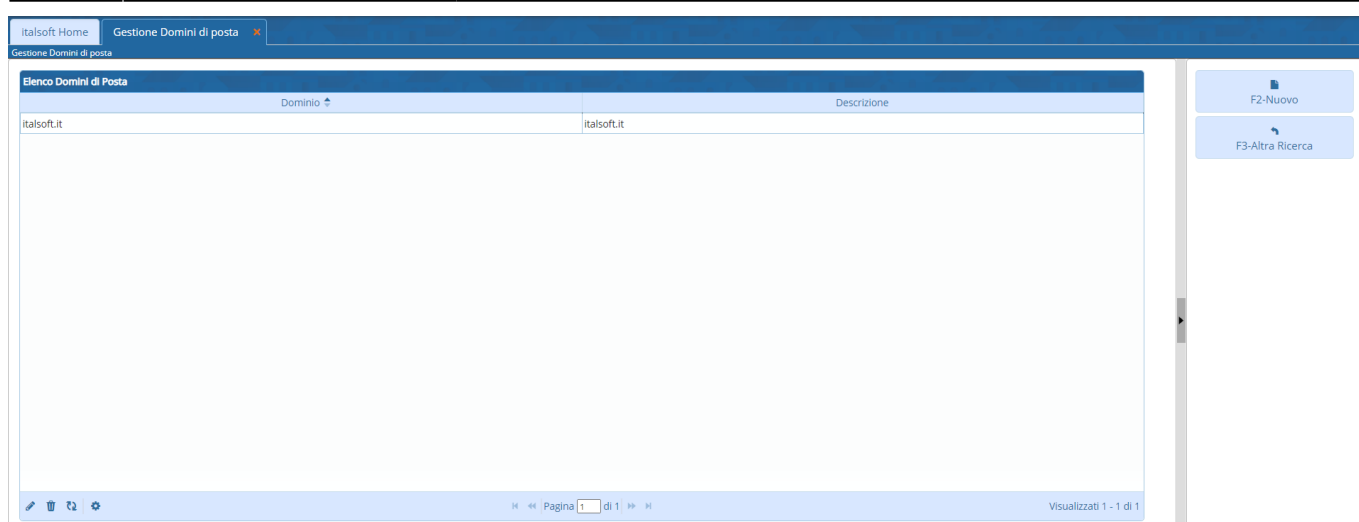 italsoft Home Gestione Domini di posta
Gestione Domini di posta
Elenco Domini di Posta
Dominio Descrizione
italsoft.it italsoft.it
F2-Nuovo
F3-Altra Ricerca
Pagina 1 di 1 Visualizzati 1 - 1 di 1